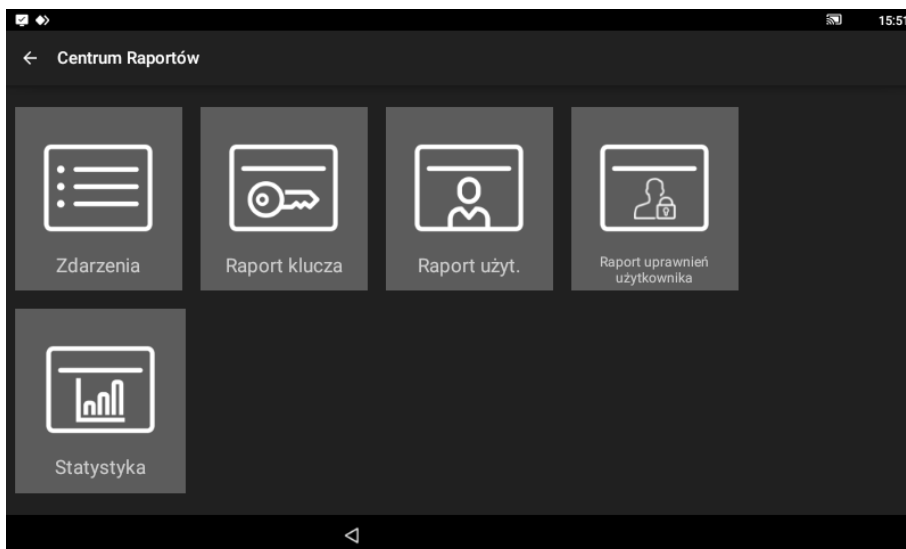 15:51
Centrum Raportów
Zdarzenia
Raport klucza
Raport użyt.
Raport uprawnień
użytkownika
Statystyka